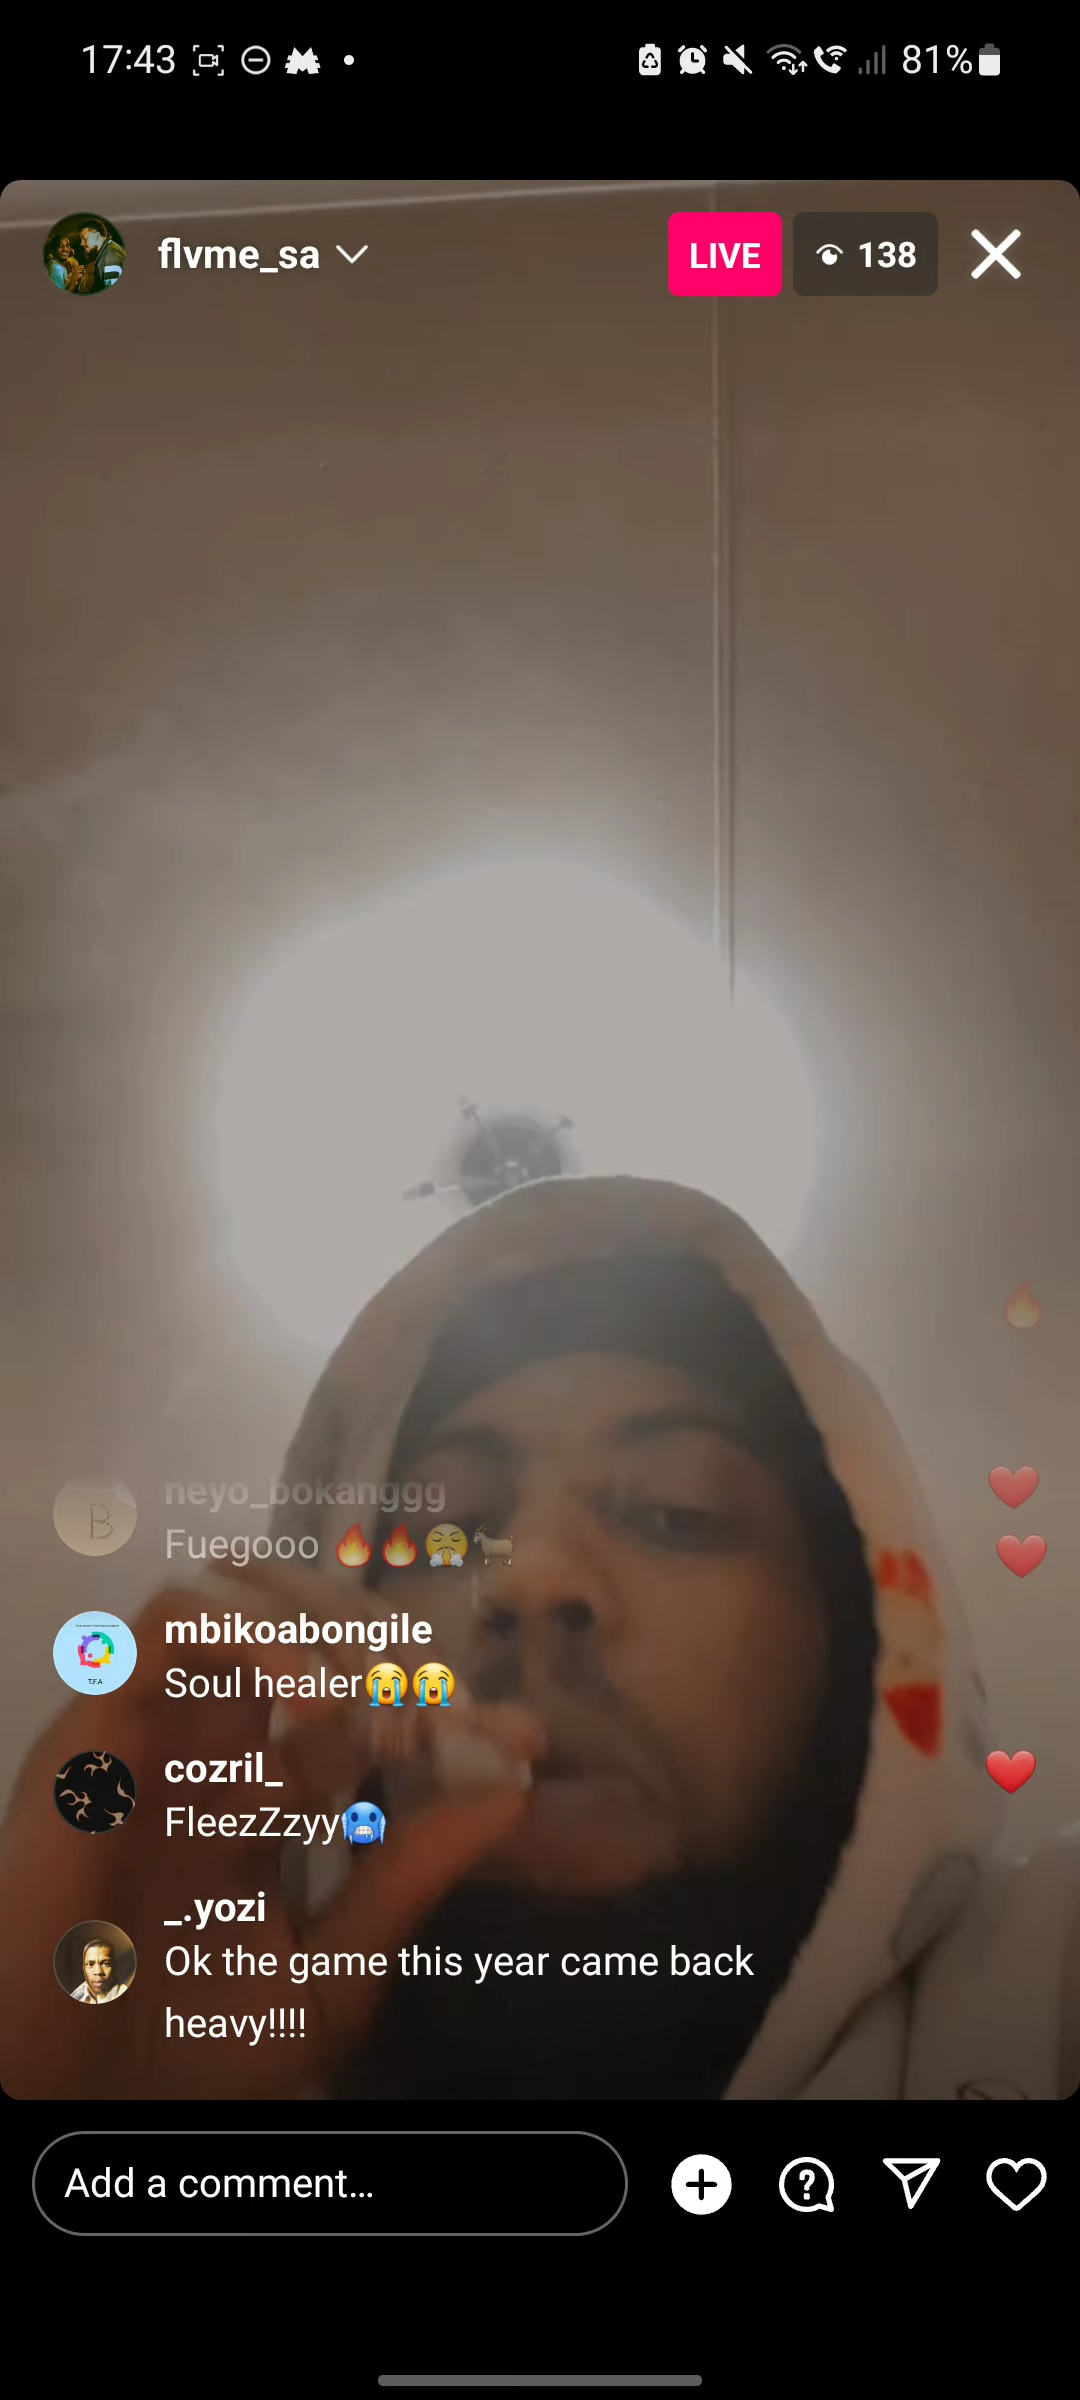 17:43 81%
flvme_sa LIVE 138
neyo_bokanggg
Fuegooo 🔥🔥😤🐐
mbikoabongile
Soul healer😭😭
cozril_
FleezZzyy🥶
_.yozi
Ok the game this year came back
heavy!!!!
Add a comment...
B
T.F.A